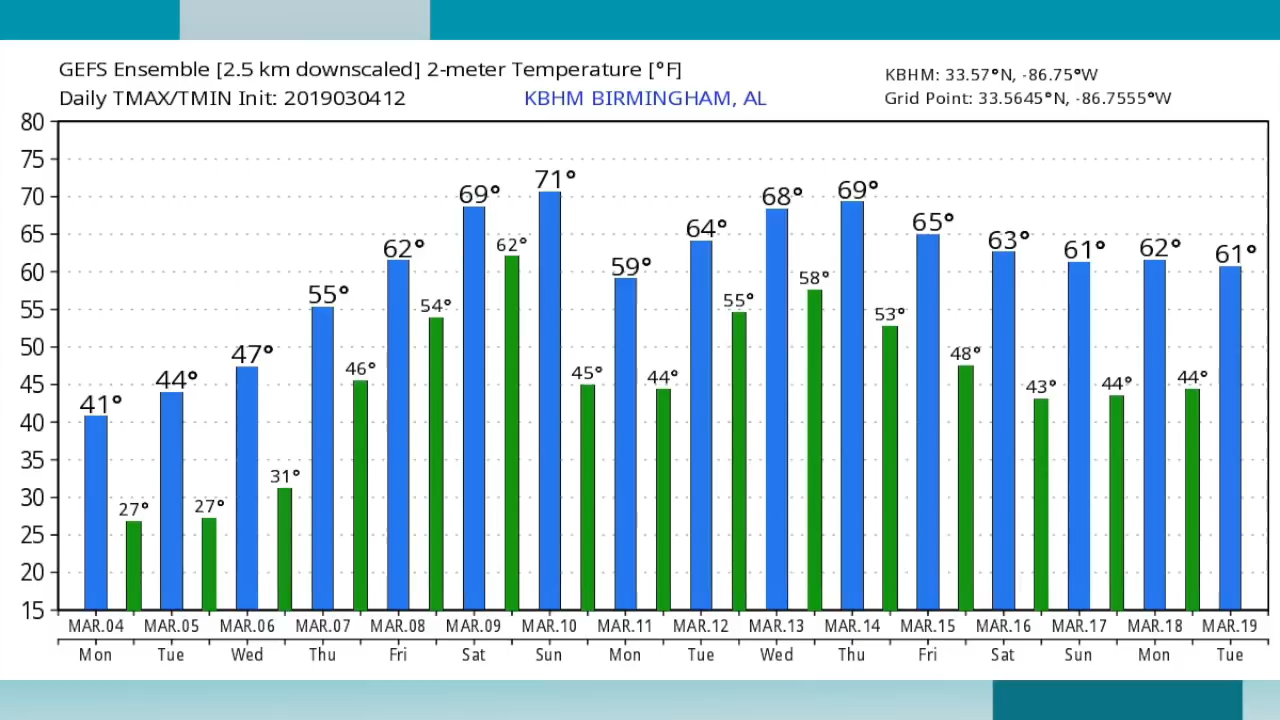 GEFS Ensemble [2.5 km downscaled] 2-meter Temperature [°F]
Daily TMAX/TMIN Init: 2019030412
KBHM BIRMINGHAM, AL
KBHM: 33.57°N, -86.75°W
Grid Point: 33.5645°N, -86.7555°W
80
75
70
65
60
55
50
45
40
35
30
25
20
15
41° 27° 44° 27° 47° 31° 55° 46° 62° 54° 69° 62° 71° 45° 59° 44° 64° 55° 68° 58° 69° 53° 65° 48° 63° 43° 61° 44° 62° 44° 61°
MAR.04 MAR.05 MAR.06 MAR.07 MAR.08 MAR.09 MAR.10 MAR.11 MAR.12 MAR.13 MAR.14 MAR.15 MAR.16 MAR.17 MAR.18 MAR.19
Mon Tue Wed Thu Fri Sat Sun Mon Tue Wed Thu Fri Sat Sun Mon Tue